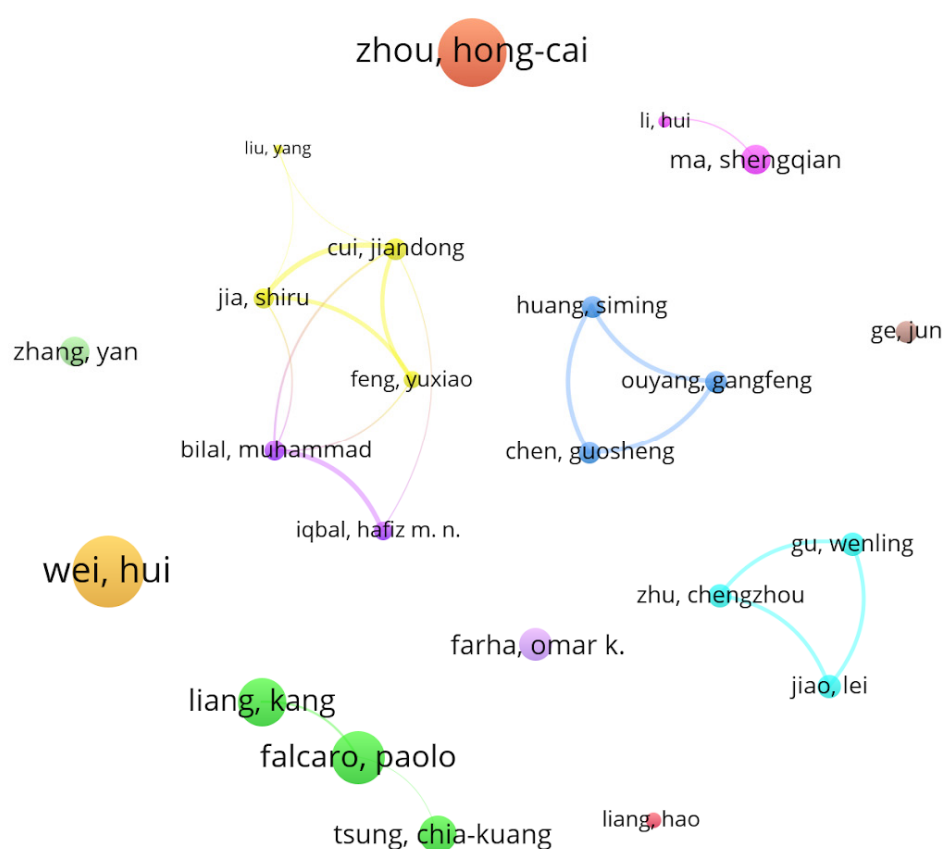 zhou, hong-cai
li, hui
liu, yang
ma, shengqian
cui, jiandong
jia, shiru
huang, siming
ge, jun
zhang, yan
feng, yuxiao
ouyang, gangfeng
bilal, muhammad
chen, guosheng
iqbal, hafiz m. n.
gu, wenling
wei, hui
zhu, chengzhou
farha, omar k.
jiao, lei
liang, kang
falcaro, paolo
liang, hao
tsung, chia-kuang